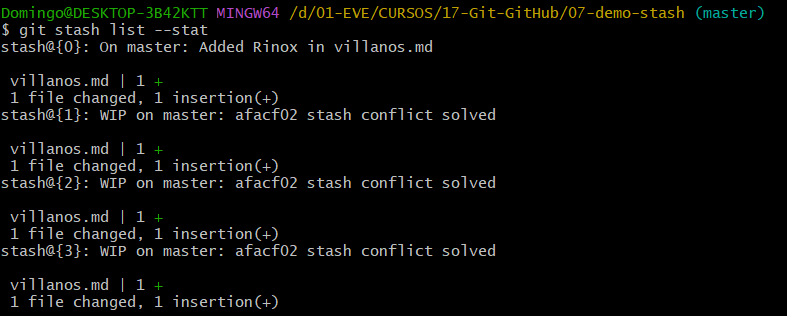 Domingo@DESKTOP-3B42KTT MINGW64 /d/01-EVE/CURSOS/17-Git-GitHub/07-demo-stash (master)
$ git stash list --stat
stash@{0}: On master: Added Rinox in villanos.md
villanos.md | 1 +
1 file changed, 1 insertion(+)
stash@{1}: WIP on master: afacf02 stash conflict solved
villanos.md | 1 +
1 file changed, 1 insertion(+)
stash@{2}: WIP on master: afacf02 stash conflict solved
villanos.md | 1 +
1 file changed, 1 insertion(+)
stash@{3}: WIP on master: afacf02 stash conflict solved
villanos.md | 1 +
1 file changed, 1 insertion(+)